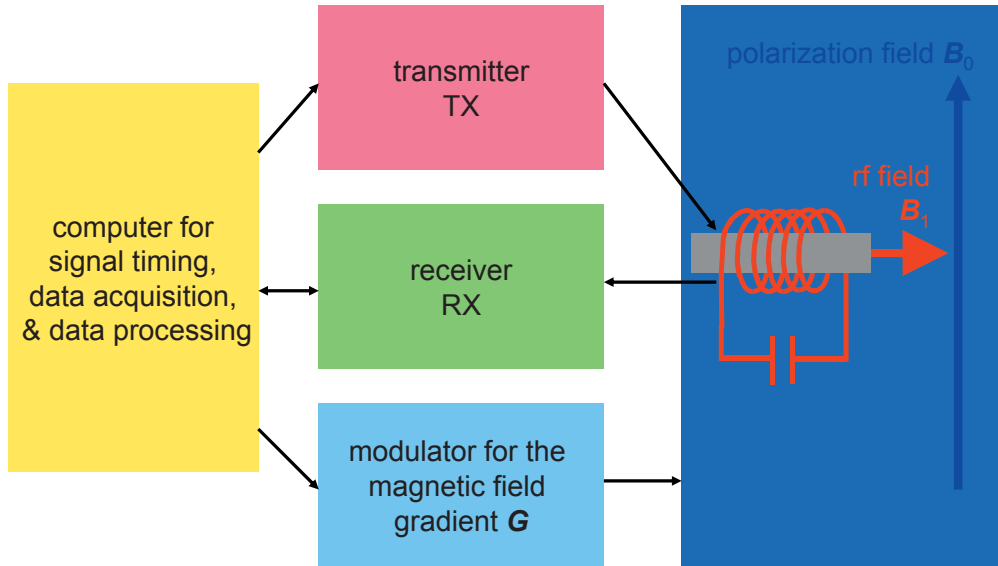 computer for
signal timing,
data acquisition,
& data processing
transmitter
TX
receiver
RX
modulator for the
magnetic field
gradient G
polarization field B₀
rf field
B₁